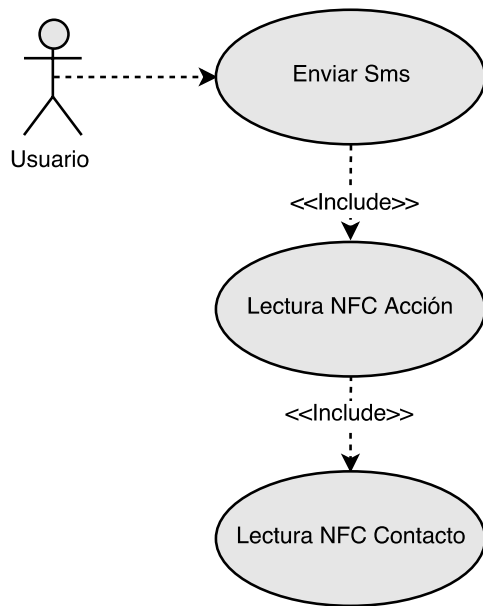 Enviar Sms
Usuario
<<Include>>
Lectura NFC Acción
<<Include>>
Lectura NFC Contacto